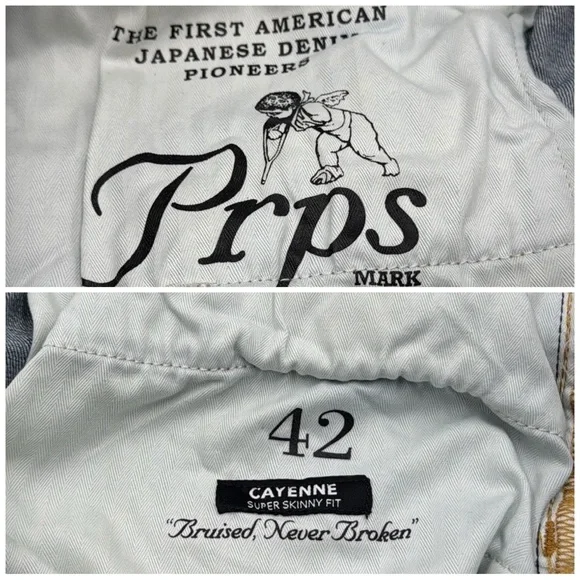 THE FIRST AMERICAN
JAPANESE DENIM
PIONEERS
Prps
MARK
42
CAYENNE
SUPER SKINNY FIT
"Bruised, Never Broken"